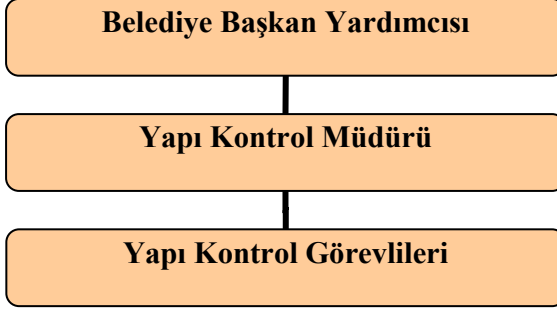 Belediye Başkan Yardımcısı
Yapı Kontrol Müdürü
Yapı Kontrol Görevlileri